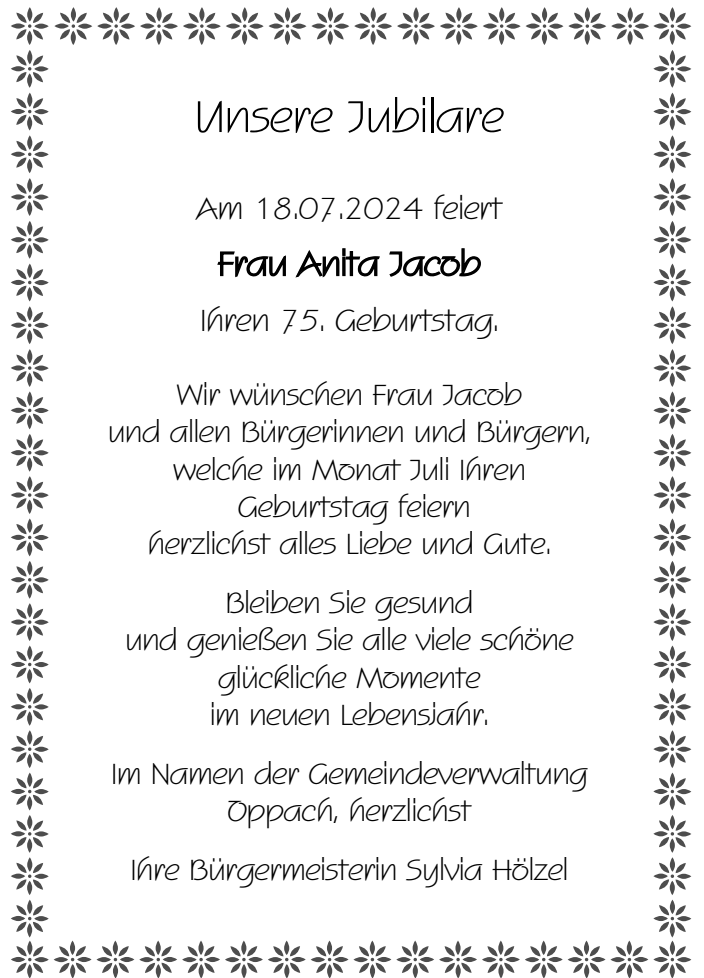 Unsere Jubilare
Am 18.07.2024 feiert
Frau Anita Jacob
Ihren 75. Geburtstag.
Wir wünschen Frau Jacob
und allen Bürgerinnen und Bürgern,
welche im Monat Juli Ihren
Geburtstag feiern
herzlichst alles Liebe und Gute.
Bleiben Sie gesund
und genießen Sie alle viele schöne
glückliche Momente
im neuen Lebensjahr.
Im Namen der Gemeindeverwaltung
Oppach, herzlichst
Ihre Bürgermeisterin Sylvia Hölzel